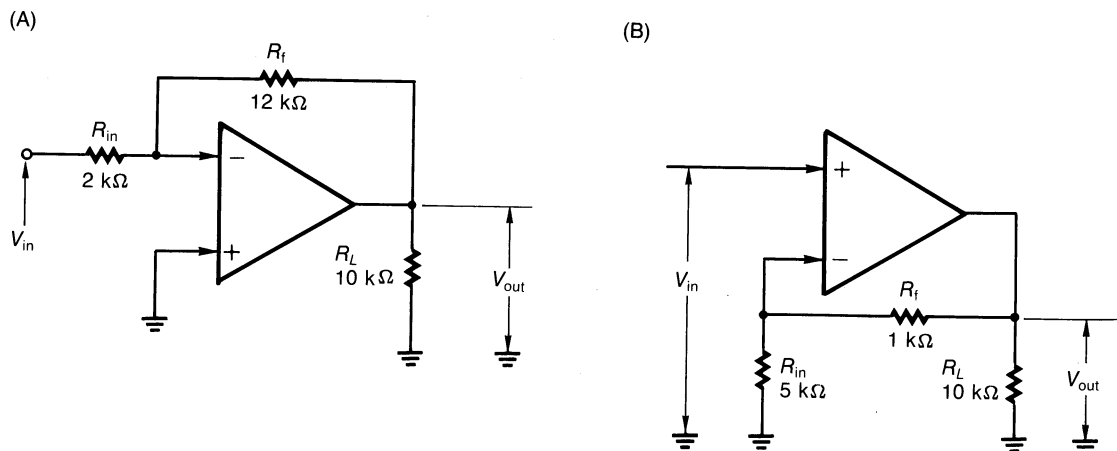 (A)
R_f
12 kΩ
R_in
2 kΩ
−
+
V_in
R_L
10 kΩ
V_out
(B)
+
−
V_in
R_f
1 kΩ
R_in
5 kΩ
R_L
10 kΩ
V_out